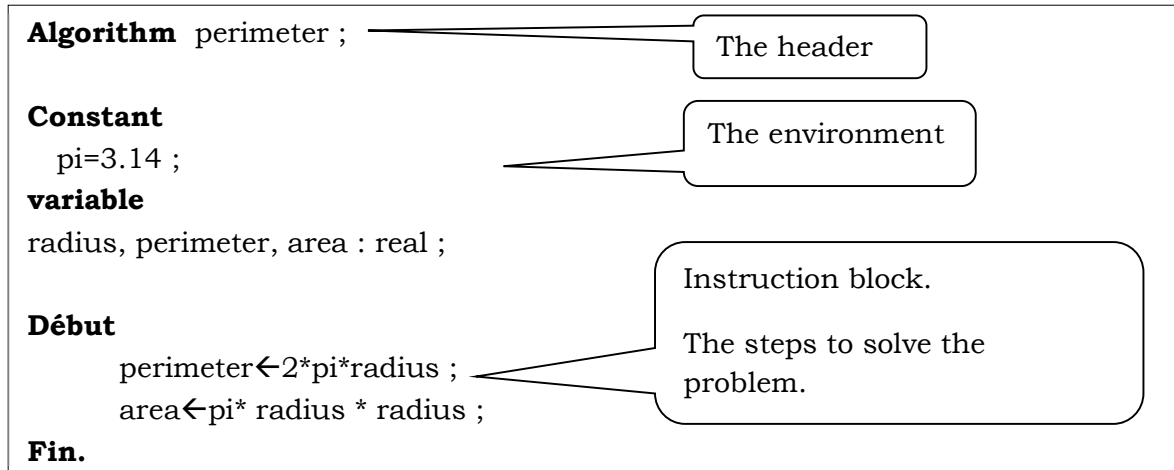 Algorithm perimeter ;
The header
Constant
The environment
pi=3.14 ;
variable
radius, perimeter, area : real ;
Instruction block.
The steps to solve the
problem.
Début
perimeter←2*pi*radius ;
area←pi* radius * radius ;
Fin.